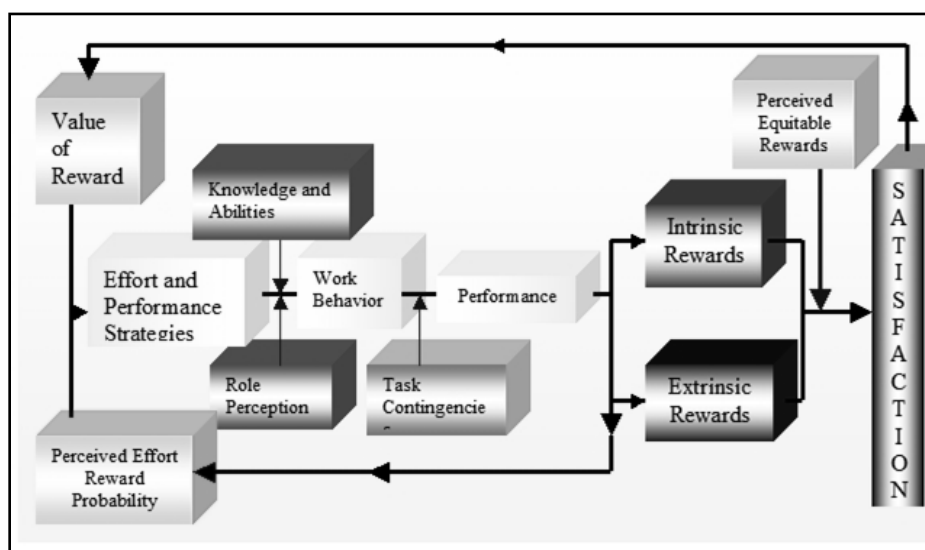 Value
of
Reward
Perceived
Equitable
Rewards
Knowledge and
Abilities
Intrinsic
Rewards
Effort and
Performance
Strategies
Work
Behavior
Performance
Role
Perception
Task
Contingencie
Extrinsic
Rewards
Perceived Effort
Reward
Probability
SATISFACTION